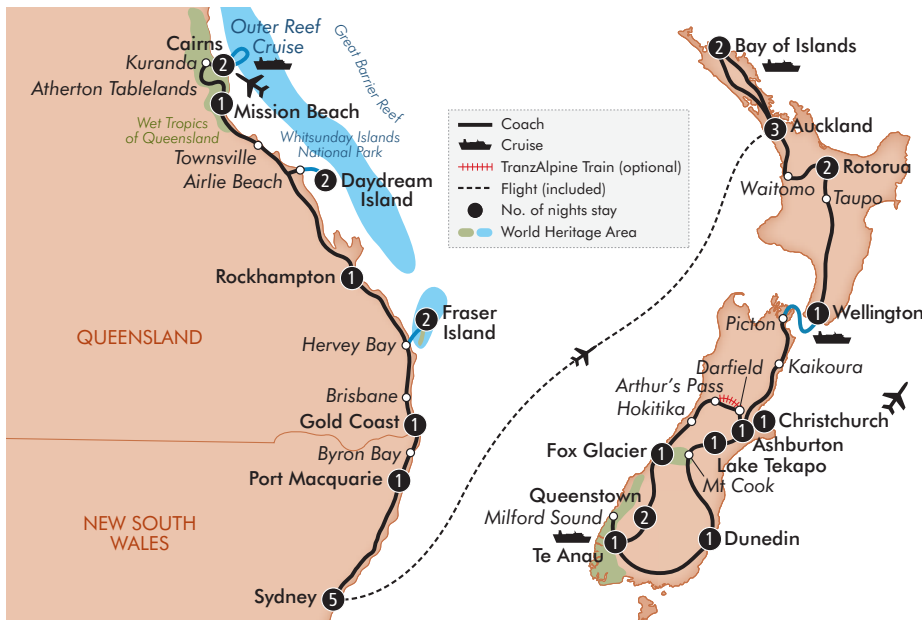 Outer Reef
Cruise
Great Barrier Reef
Cairns
Kuranda
2
Atherton Tablelands
1
Mission Beach
Wet Tropics
of Queensland
Whitsunday Islands
National Park
Townsville
Airlie Beach
2
Daydream
Island
Rockhampton
1
2
Fraser
Island
QUEENSLAND
Hervey Bay
Brisbane
Gold Coast
1
Byron Bay
Port Macquarie
1
NEW SOUTH
WALES
Sydney
5
Coach
Cruise
TranzAlpine Train (optional)
Flight (included)
No. of nights stay
World Heritage Area
2
Bay of Islands
3
Auckland
2
Rotorua
Waitomo
Taupo
1
Wellington
Picton
Kaikoura
Darfield
Arthur's Pass
Hokitika
1
Christchurch
1
Ashburton
1
Lake Tekapo
Fox Glacier
1
Mt Cook
Queenstown
2
Milford Sound
1
Te Anau
1
Dunedin